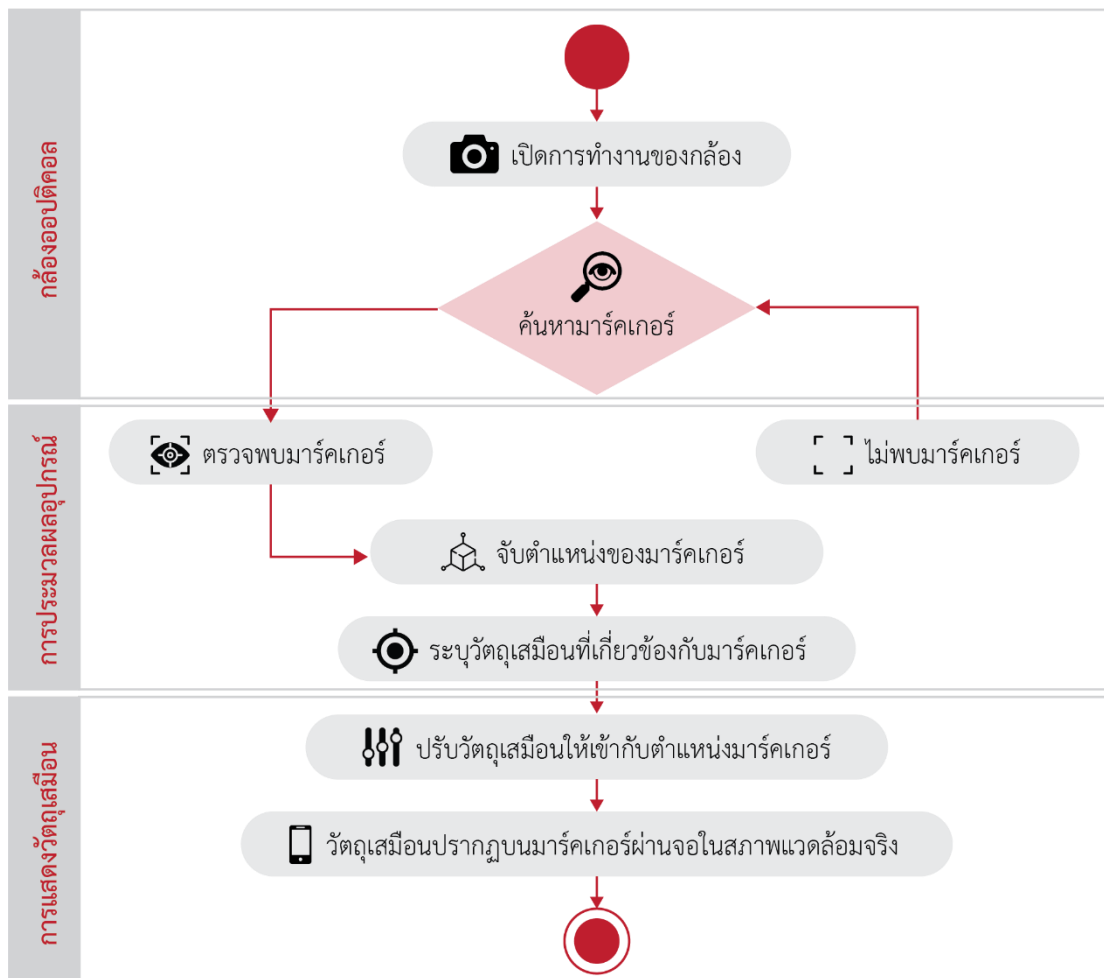 กล้องออปติคอล
เปิดการทำงานของกล้อง
ค้นหามาร์คเกอร์
การประมวลผลอุปกรณ์
ตรวจพบมาร์คเกอร์
ไม่พบมาร์คเกอร์
จับตำแหน่งของมาร์คเกอร์
ระบุวัตถุเสมือนที่เกี่ยวข้องกับมาร์คเกอร์
การแสดงวัตถุเสมือน
ปรับวัตถุเสมือนให้เข้ากับตำแหน่งมาร์คเกอร์
วัตถุเสมือนปรากฏบนมาร์คเกอร์ผ่านจอในสภาพแวดล้อมจริง